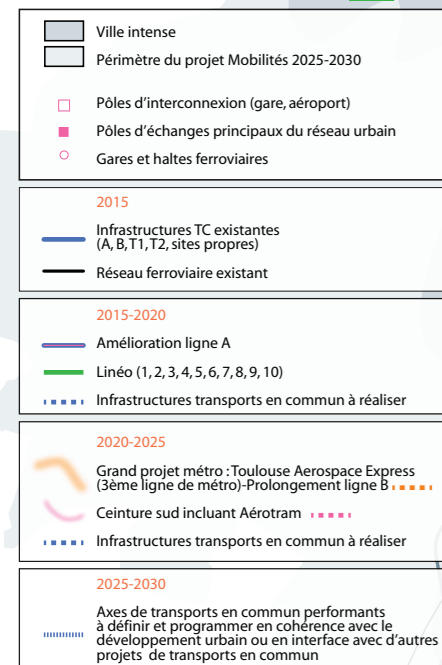 Ville intense
Périmètre du projet Mobilités 2025-2030
Pôles d'interconnexion (gare, aéroport)
Pôles d'échanges principaux du réseau urbain
Gares et haltes ferroviaires
2015
Infrastructures TC existantes
(A, B, T1, T2, sites propres)
Réseau ferroviaire existant
2015-2020
Amélioration ligne A
Linéo (1, 2, 3, 4, 5, 6, 7, 8, 9, 10)
Infrastructures transports en commun à réaliser
2020-2025
Grand projet métro : Toulouse Aerospace Express
(3ème ligne de métro)-Prolongement ligne B
Ceinture sud incluant Aérotram
Infrastructures transports en commun à réaliser
2025-2030
Axes de transports en commun performants
à définir et programmer en cohérence avec le
développement urbain ou en interface avec d'autres
projets de transports en commun